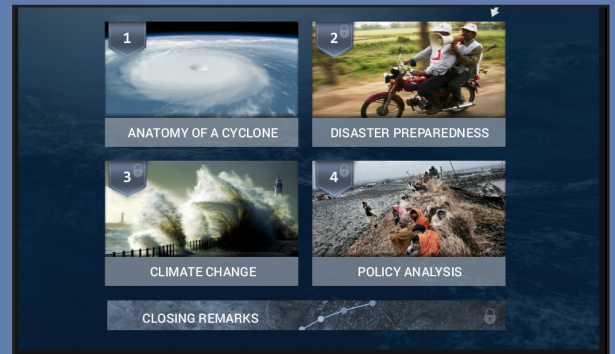 1
2
ANATOMY OF A CYCLONE
DISASTER PREPAREDNESS
3
4
CLIMATE CHANGE
POLICY ANALYSIS
CLOSING REMARKS